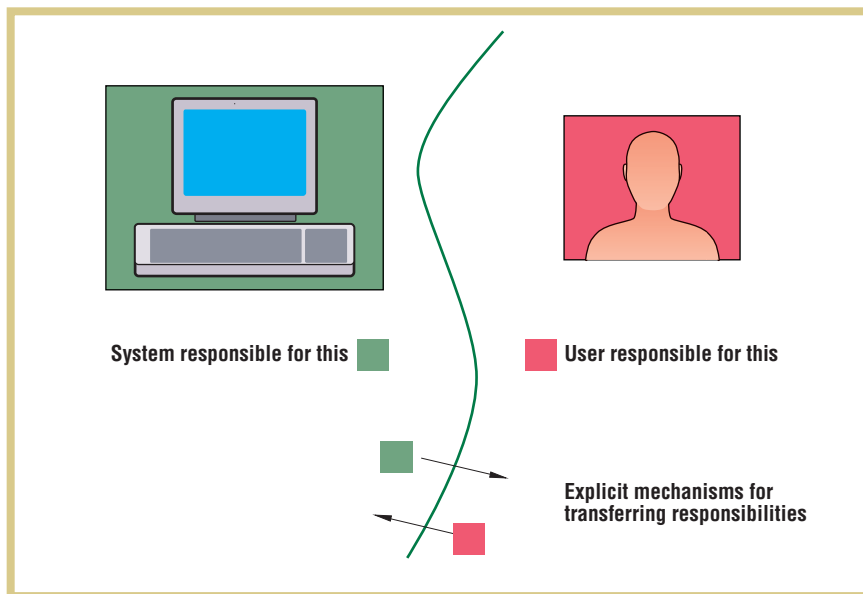 System responsible for this
User responsible for this
Explicit mechanisms for
transferring responsibilities